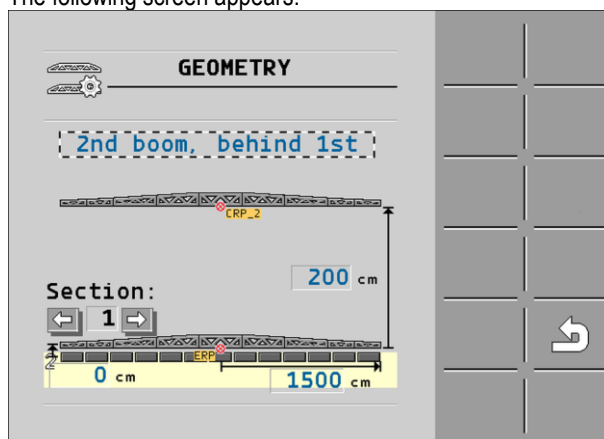 The following screen appears:
GEOMETRY
2nd boom, behind 1st
CRP_2
200 cm
Section:
1
ERP
2
0 cm
1500 cm